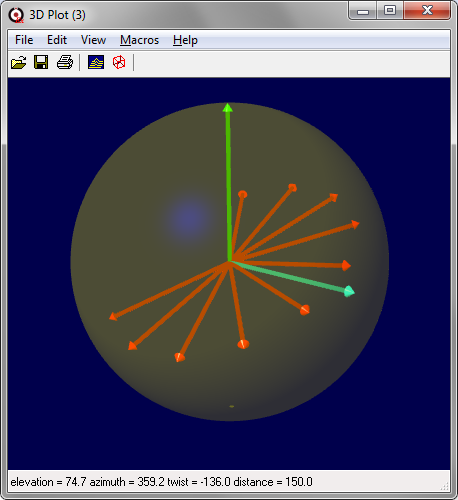 3D Plot (3)
File Edit View Macros Help
elevation = 74.7 azimuth = 359.2 twist = -136.0 distance = 150.0